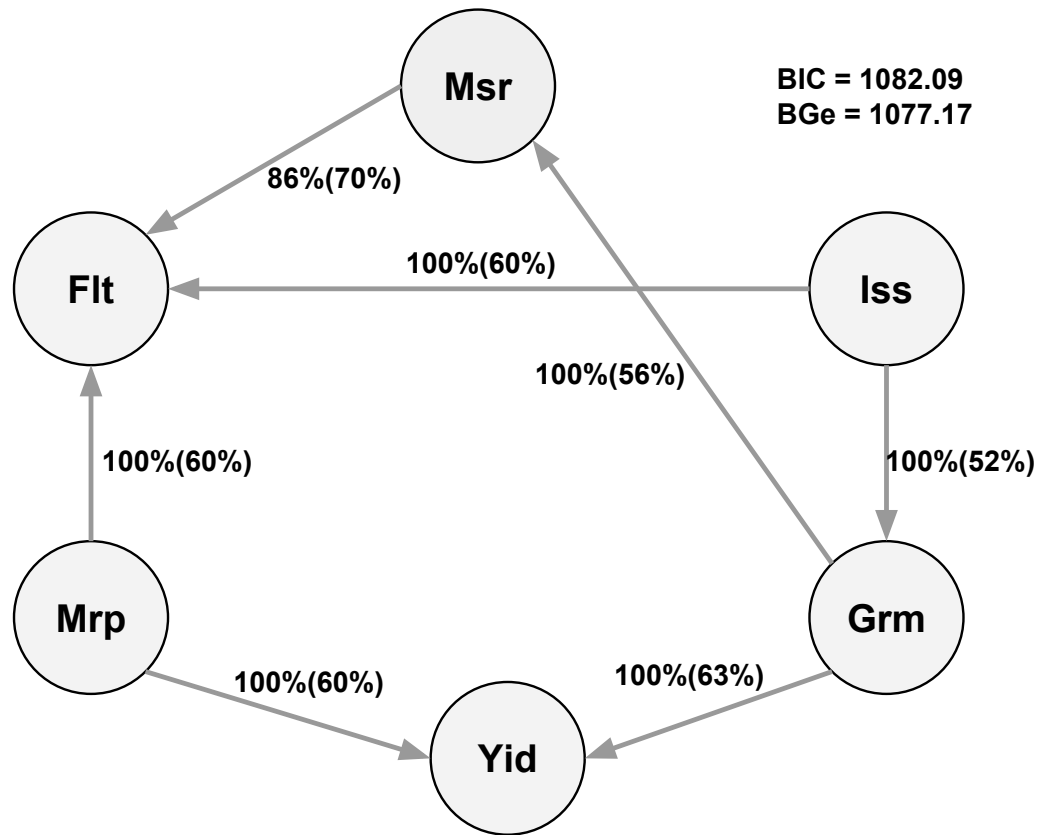 Msr
BIC = 1082.09
BGe = 1077.17
86%(70%)
100%(60%)
Flt
Iss
100%(56%)
100%(60%)
100%(52%)
Mrp
Grm
100%(60%)
100%(63%)
Yid